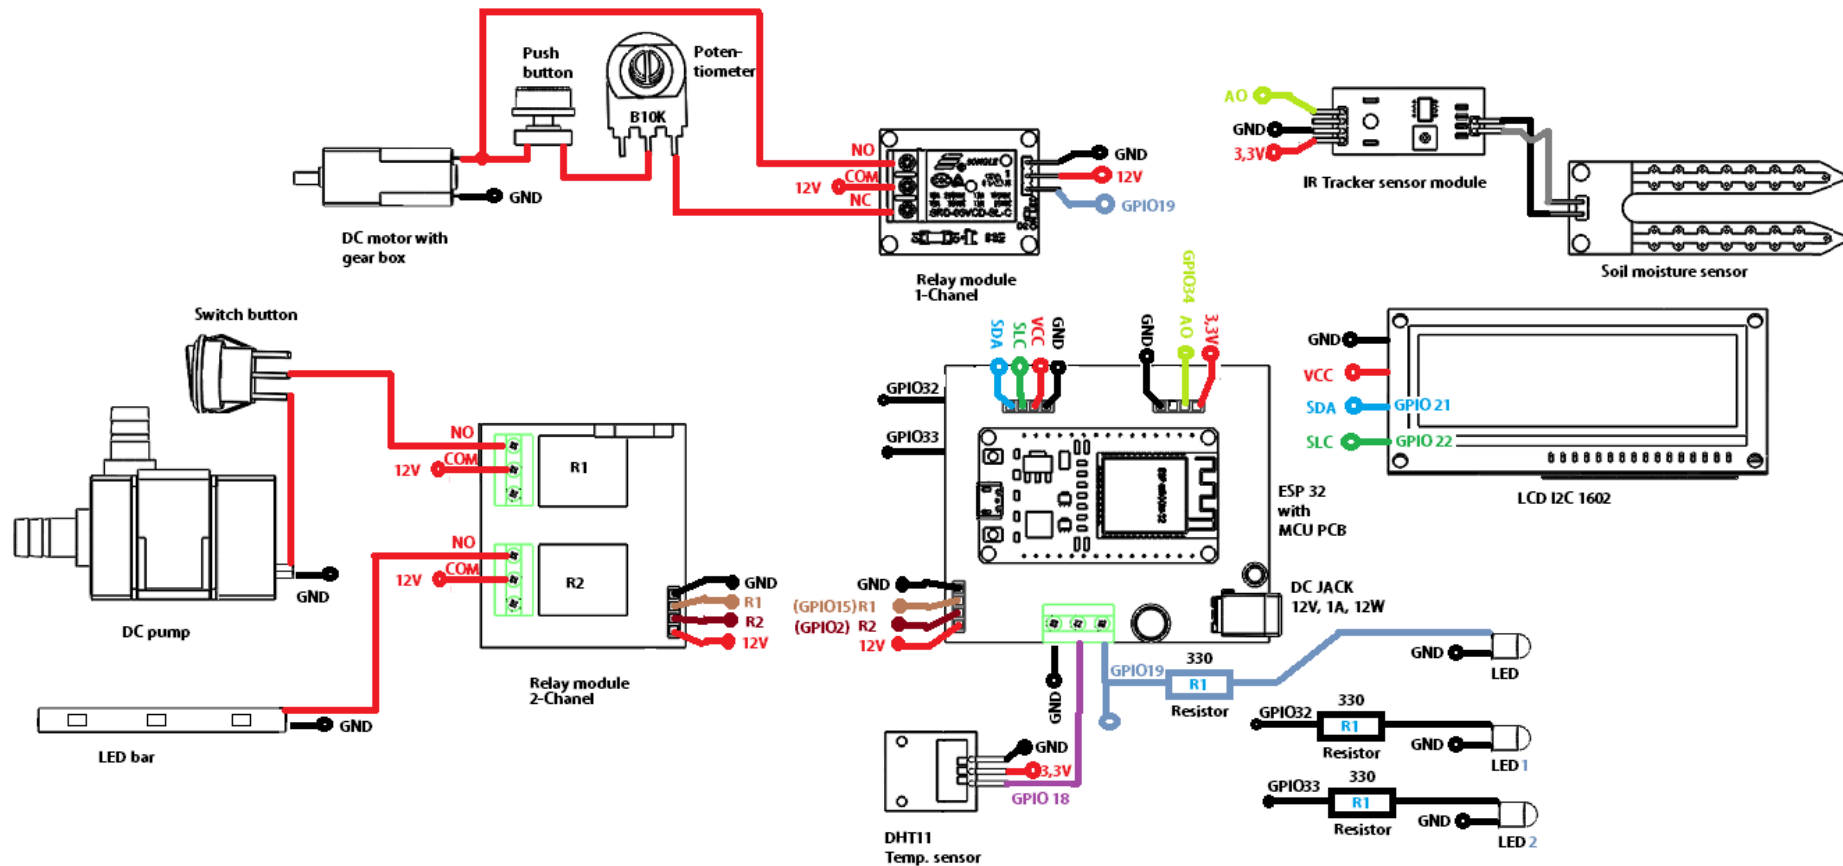 Push
button
Poten-
tiometer
B10K
NO
COM
12V
NC
GND
DC motor with
gear box
SONGLE
SRD-05VCD-SL-C
GND
12V
GPIO19
Relay module
1-Chanel
AO
GND
3,3V
IR Tracker sensor module
Soil moisture sensor
Switch button
NO
COM
12V
R1
NO
COM
12V
R2
GND
DC pump
GND
R1
R2
12V
Relay module
2-Chanel
GND
LED bar
SDA
SLC
VCC
GND
GND
GPIO34 AO
3,3V
GPIO32
GPIO33
ESP 32
with
MCU PCB
GND
(GPIO15) R1
(GPIO2) R2
12V
DC JACK
12V, 1A, 12W
GND
VCC
SDA
GPIO 21
SLC
GPIO 22
LCD I2C 1602
GND
GPIO19
330
R1
Resistor
GND
LED
GPIO32
330
R1
Resistor
GND
LED 1
GPIO33
330
R1
Resistor
GND
LED 2
GND
3,3V
GPIO 18
DHT11
Temp. sensor